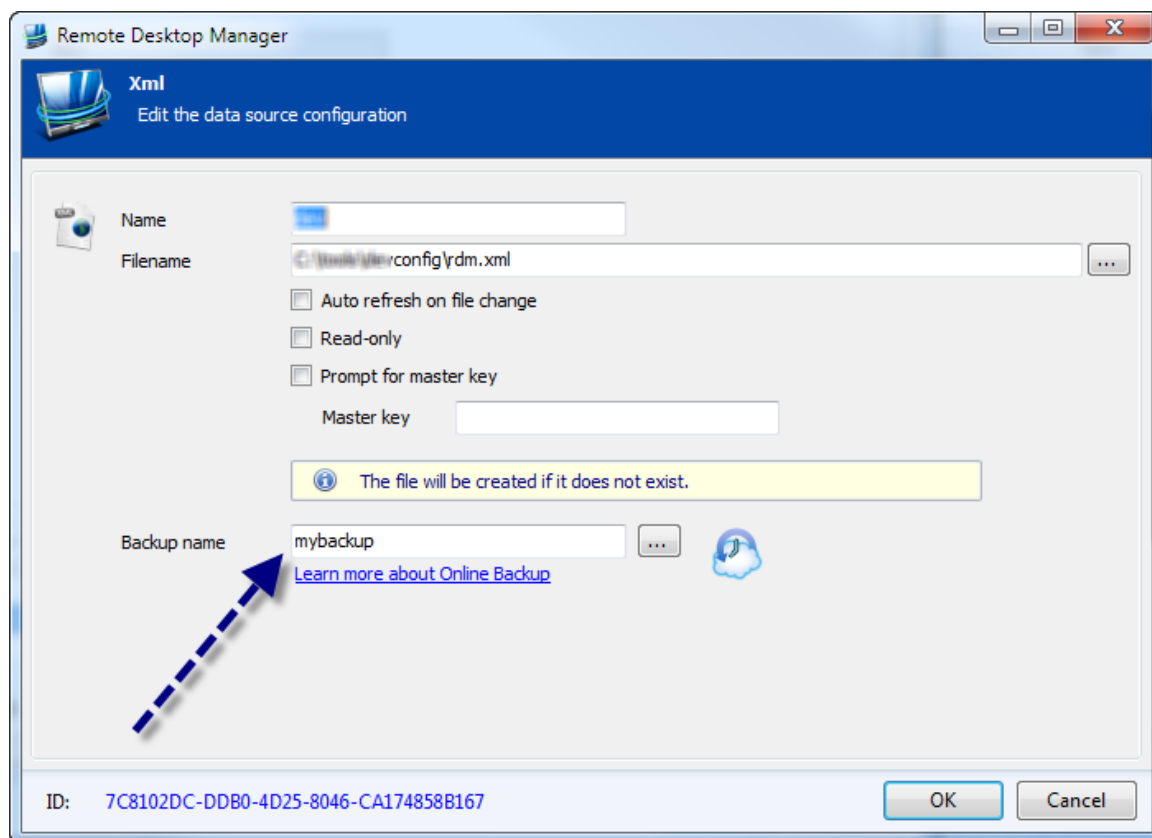 Remote Desktop Manager
Xml
Edit the data source configuration
Name
Filename config\rdm.xml ...
Auto refresh on file change
Read-only
Prompt for master key
Master key
The file will be created if it does not exist.
Backup name mybackup ...
Learn more about Online Backup
ID: 7C8102DC-DDB0-4D25-8046-CA174858B167 OK Cancel